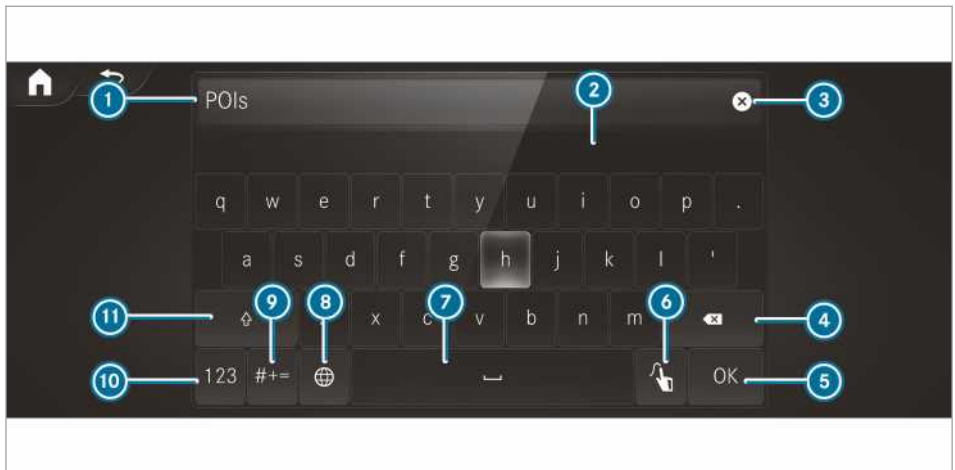 1 POIs 2 3
q w e r t y u i o p .
a s d f g h j k l '
11 9 8 x c 7 v b n m 6 4
10 123 #+= OK 5